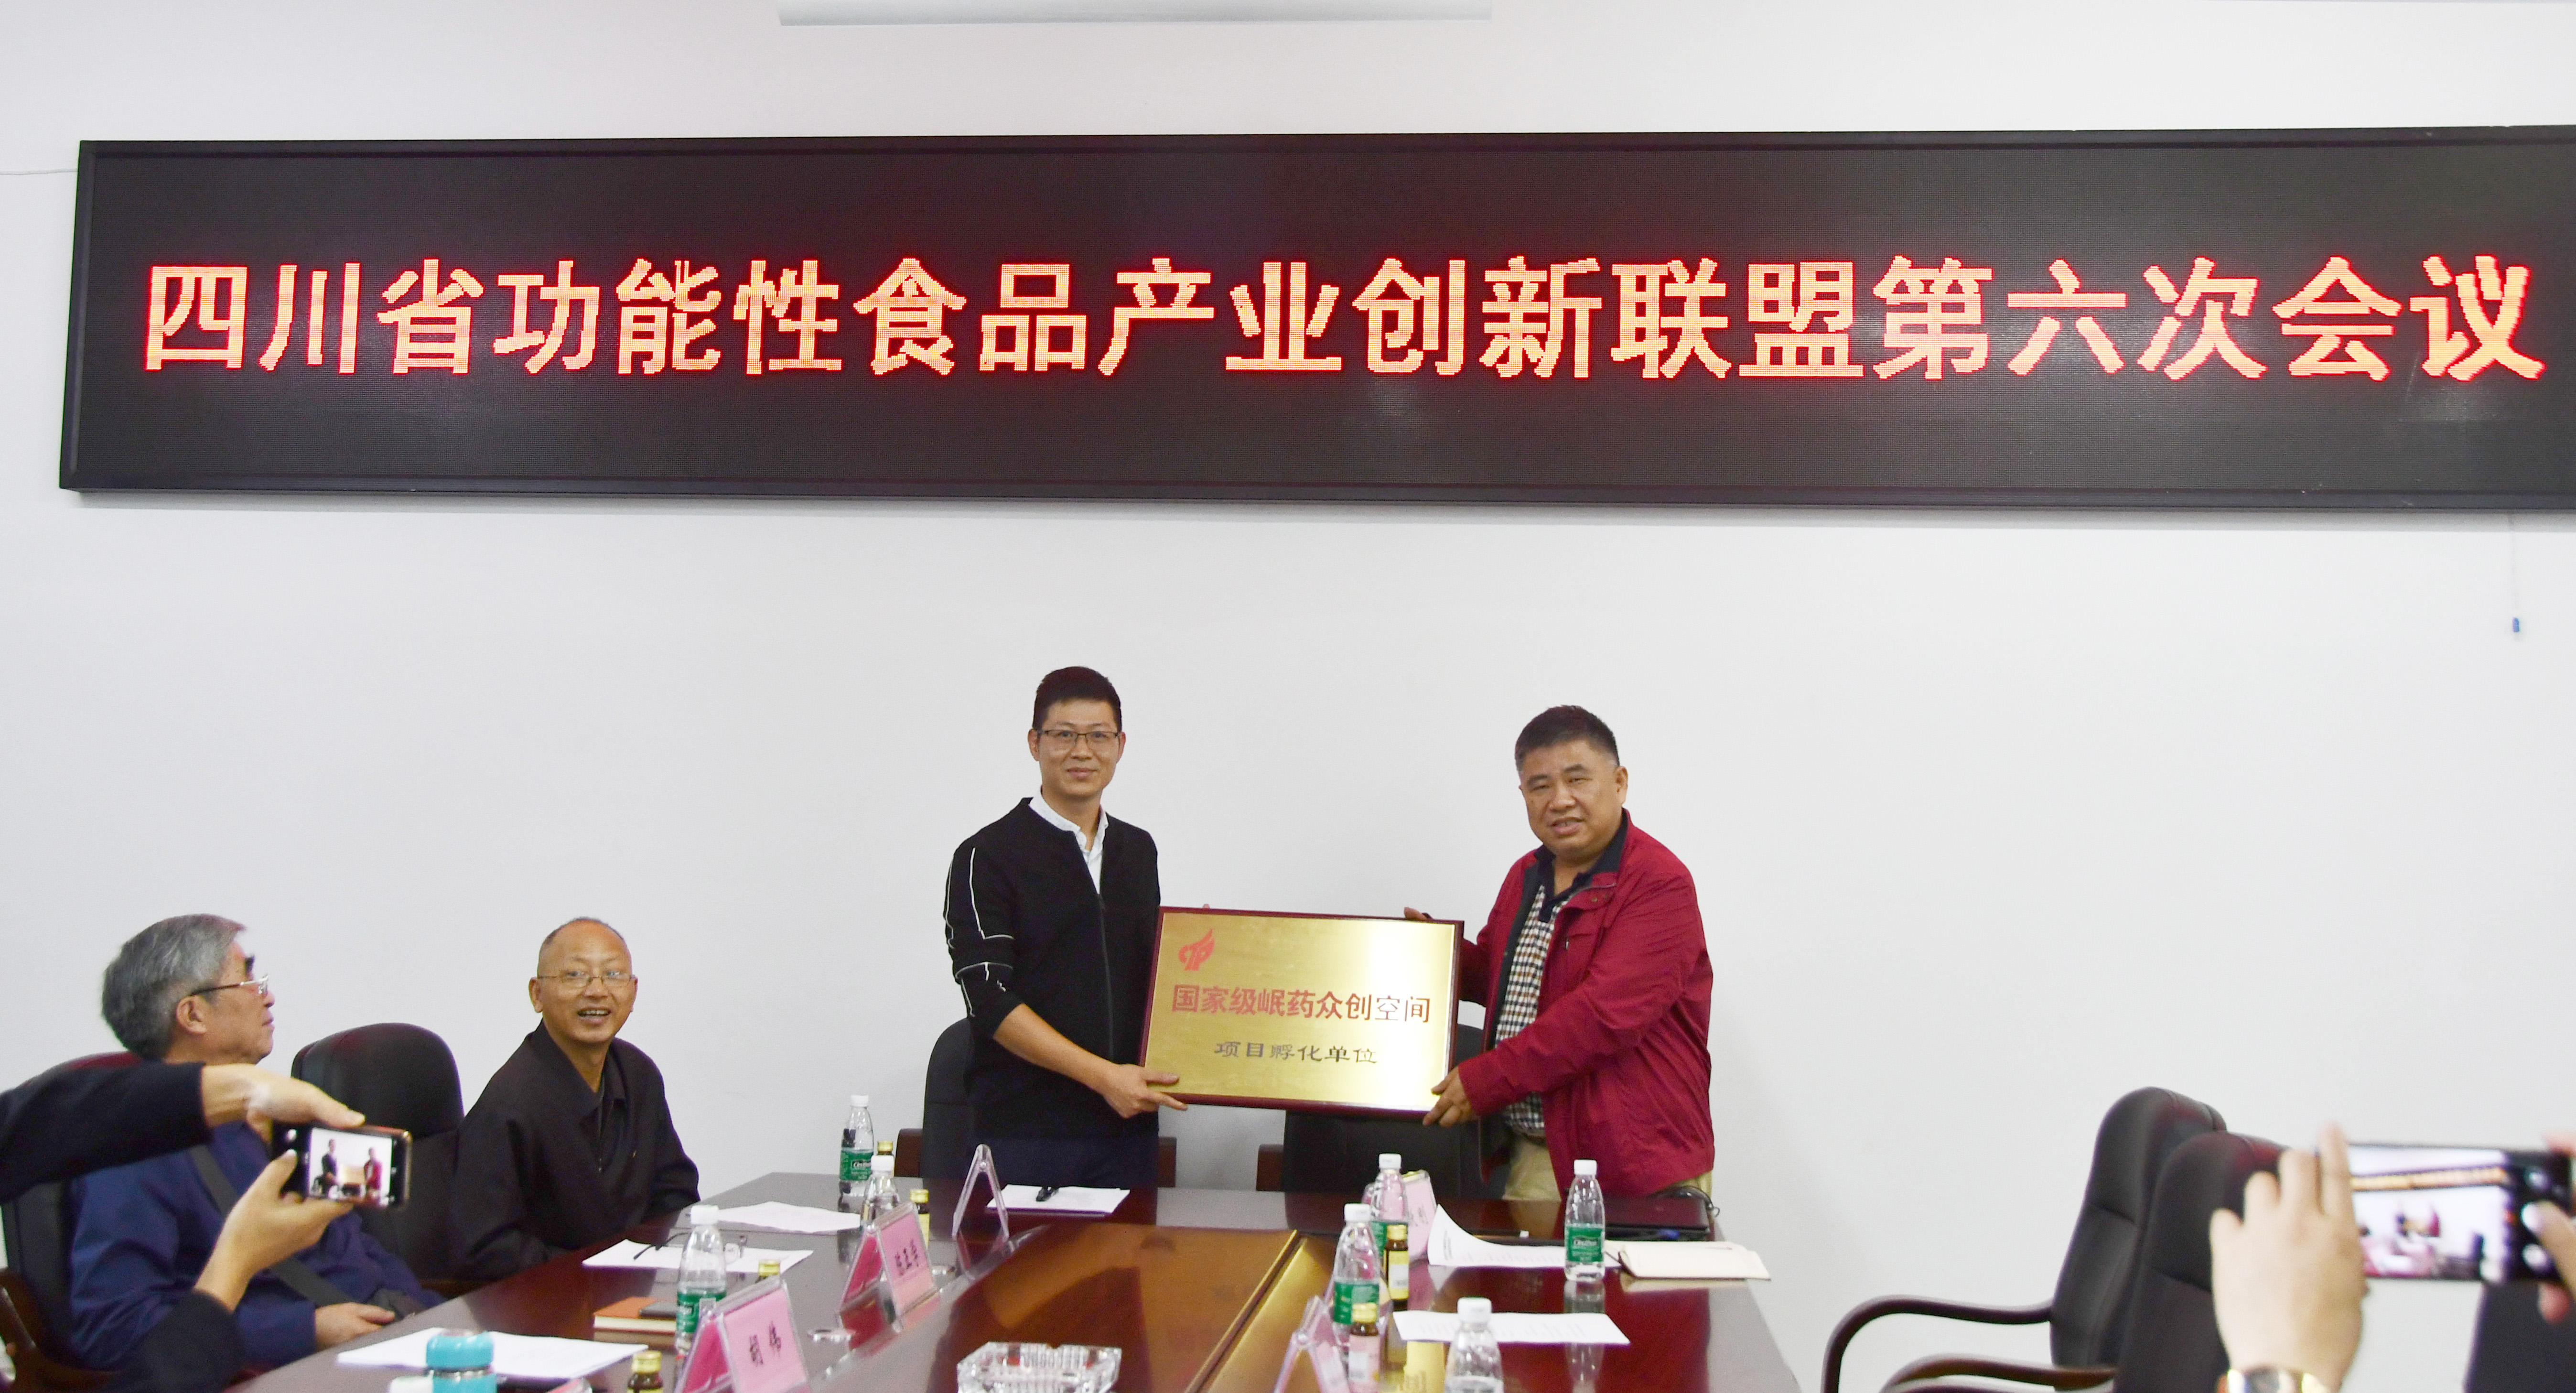 四川省功能性食品产业创新联盟第六次会议
国家级岷药众创空间
项目孵化单位